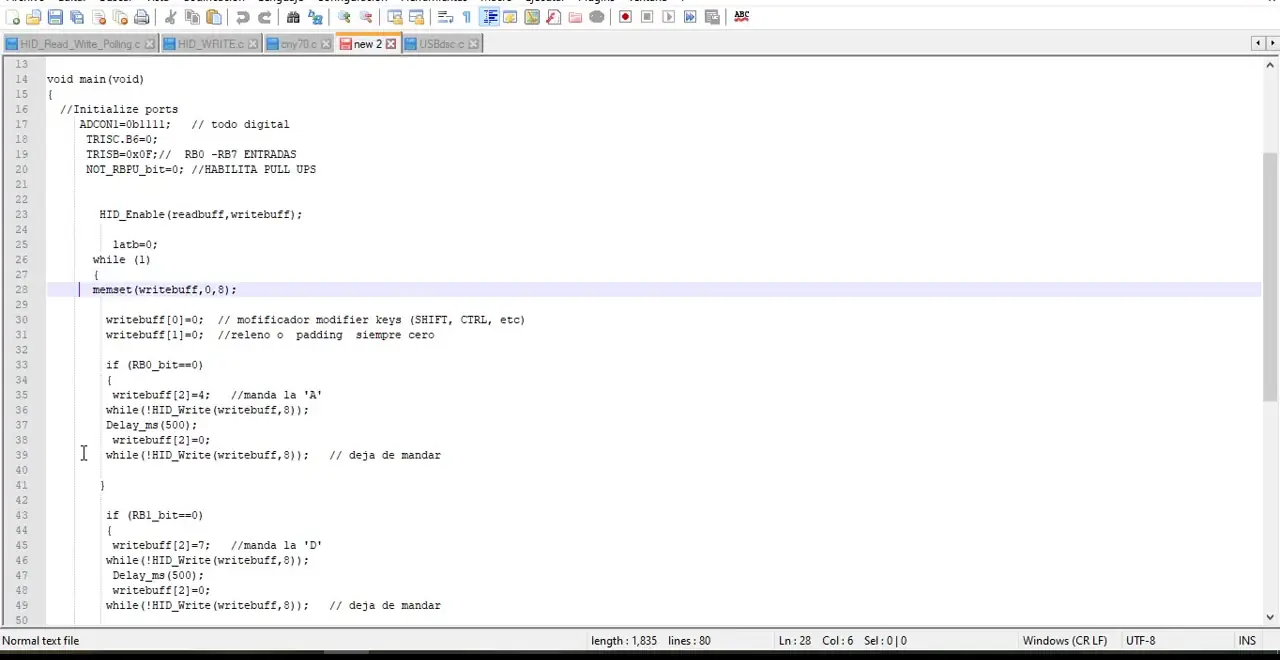 HID_Read_Write_Polling.c
HID_WRITE.c
cny70.c
new 2
USBdsc.c
ABC
13
14 void main(void)
15 {
16 //Initialize ports
17 ADCON1=0b1111; // todo digital
18 TRISC.B6=0;
19 TRISB=0x0F;// RB0 -RB7 ENTRADAS
20 NOT_RBPU_bit=0; //HABILITA PULL UPS
21
22
23 HID_Enable(readbuff,writebuff);
24
25 latb=0;
26 while (1)
27 {
28 memset(writebuff,0,8);
29
30 writebuff[0]=0; // mofificador modifier keys (SHIFT, CTRL, etc)
31 writebuff[1]=0; //releno o padding siempre cero
32
33 if (RB0_bit==0)
34 {
35 writebuff[2]=4; //manda la 'A'
36 while(!HID_Write(writebuff,8));
37 Delay_ms(500);
38 writebuff[2]=0;
39 while(!HID_Write(writebuff,8)); // deja de mandar
40
41 }
42
43 if (RB1_bit==0)
44 {
45 writebuff[2]=7; //manda la 'D'
46 while(!HID_Write(writebuff,8));
47 Delay_ms(500);
48 writebuff[2]=0;
49 while(!HID_Write(writebuff,8)); // deja de mandar
50
Normal text file length : 1,835 lines : 80 Ln : 28 Col : 6 Sel : 0 | 0 Windows (CR LF) UTF-8 INS